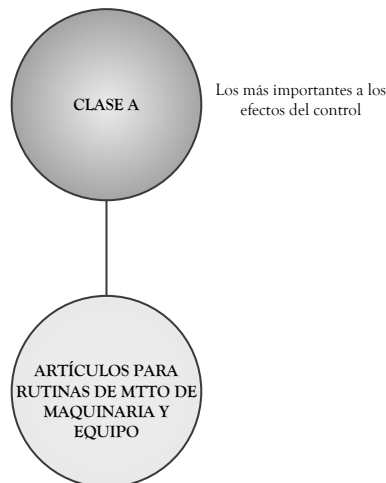 CLASE A
Los más importantes a los
efectos del control
ARTÍCULOS PARA
RUTINAS DE MTTO DE
MAQUINARIA Y
EQUIPO